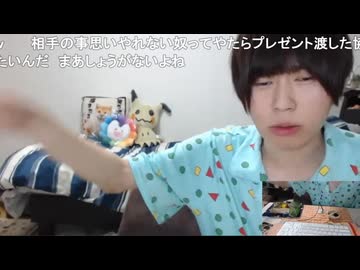 相手の事思いやれない奴ってやたらプレゼント渡した
たいんだ　まあしょうがないよね